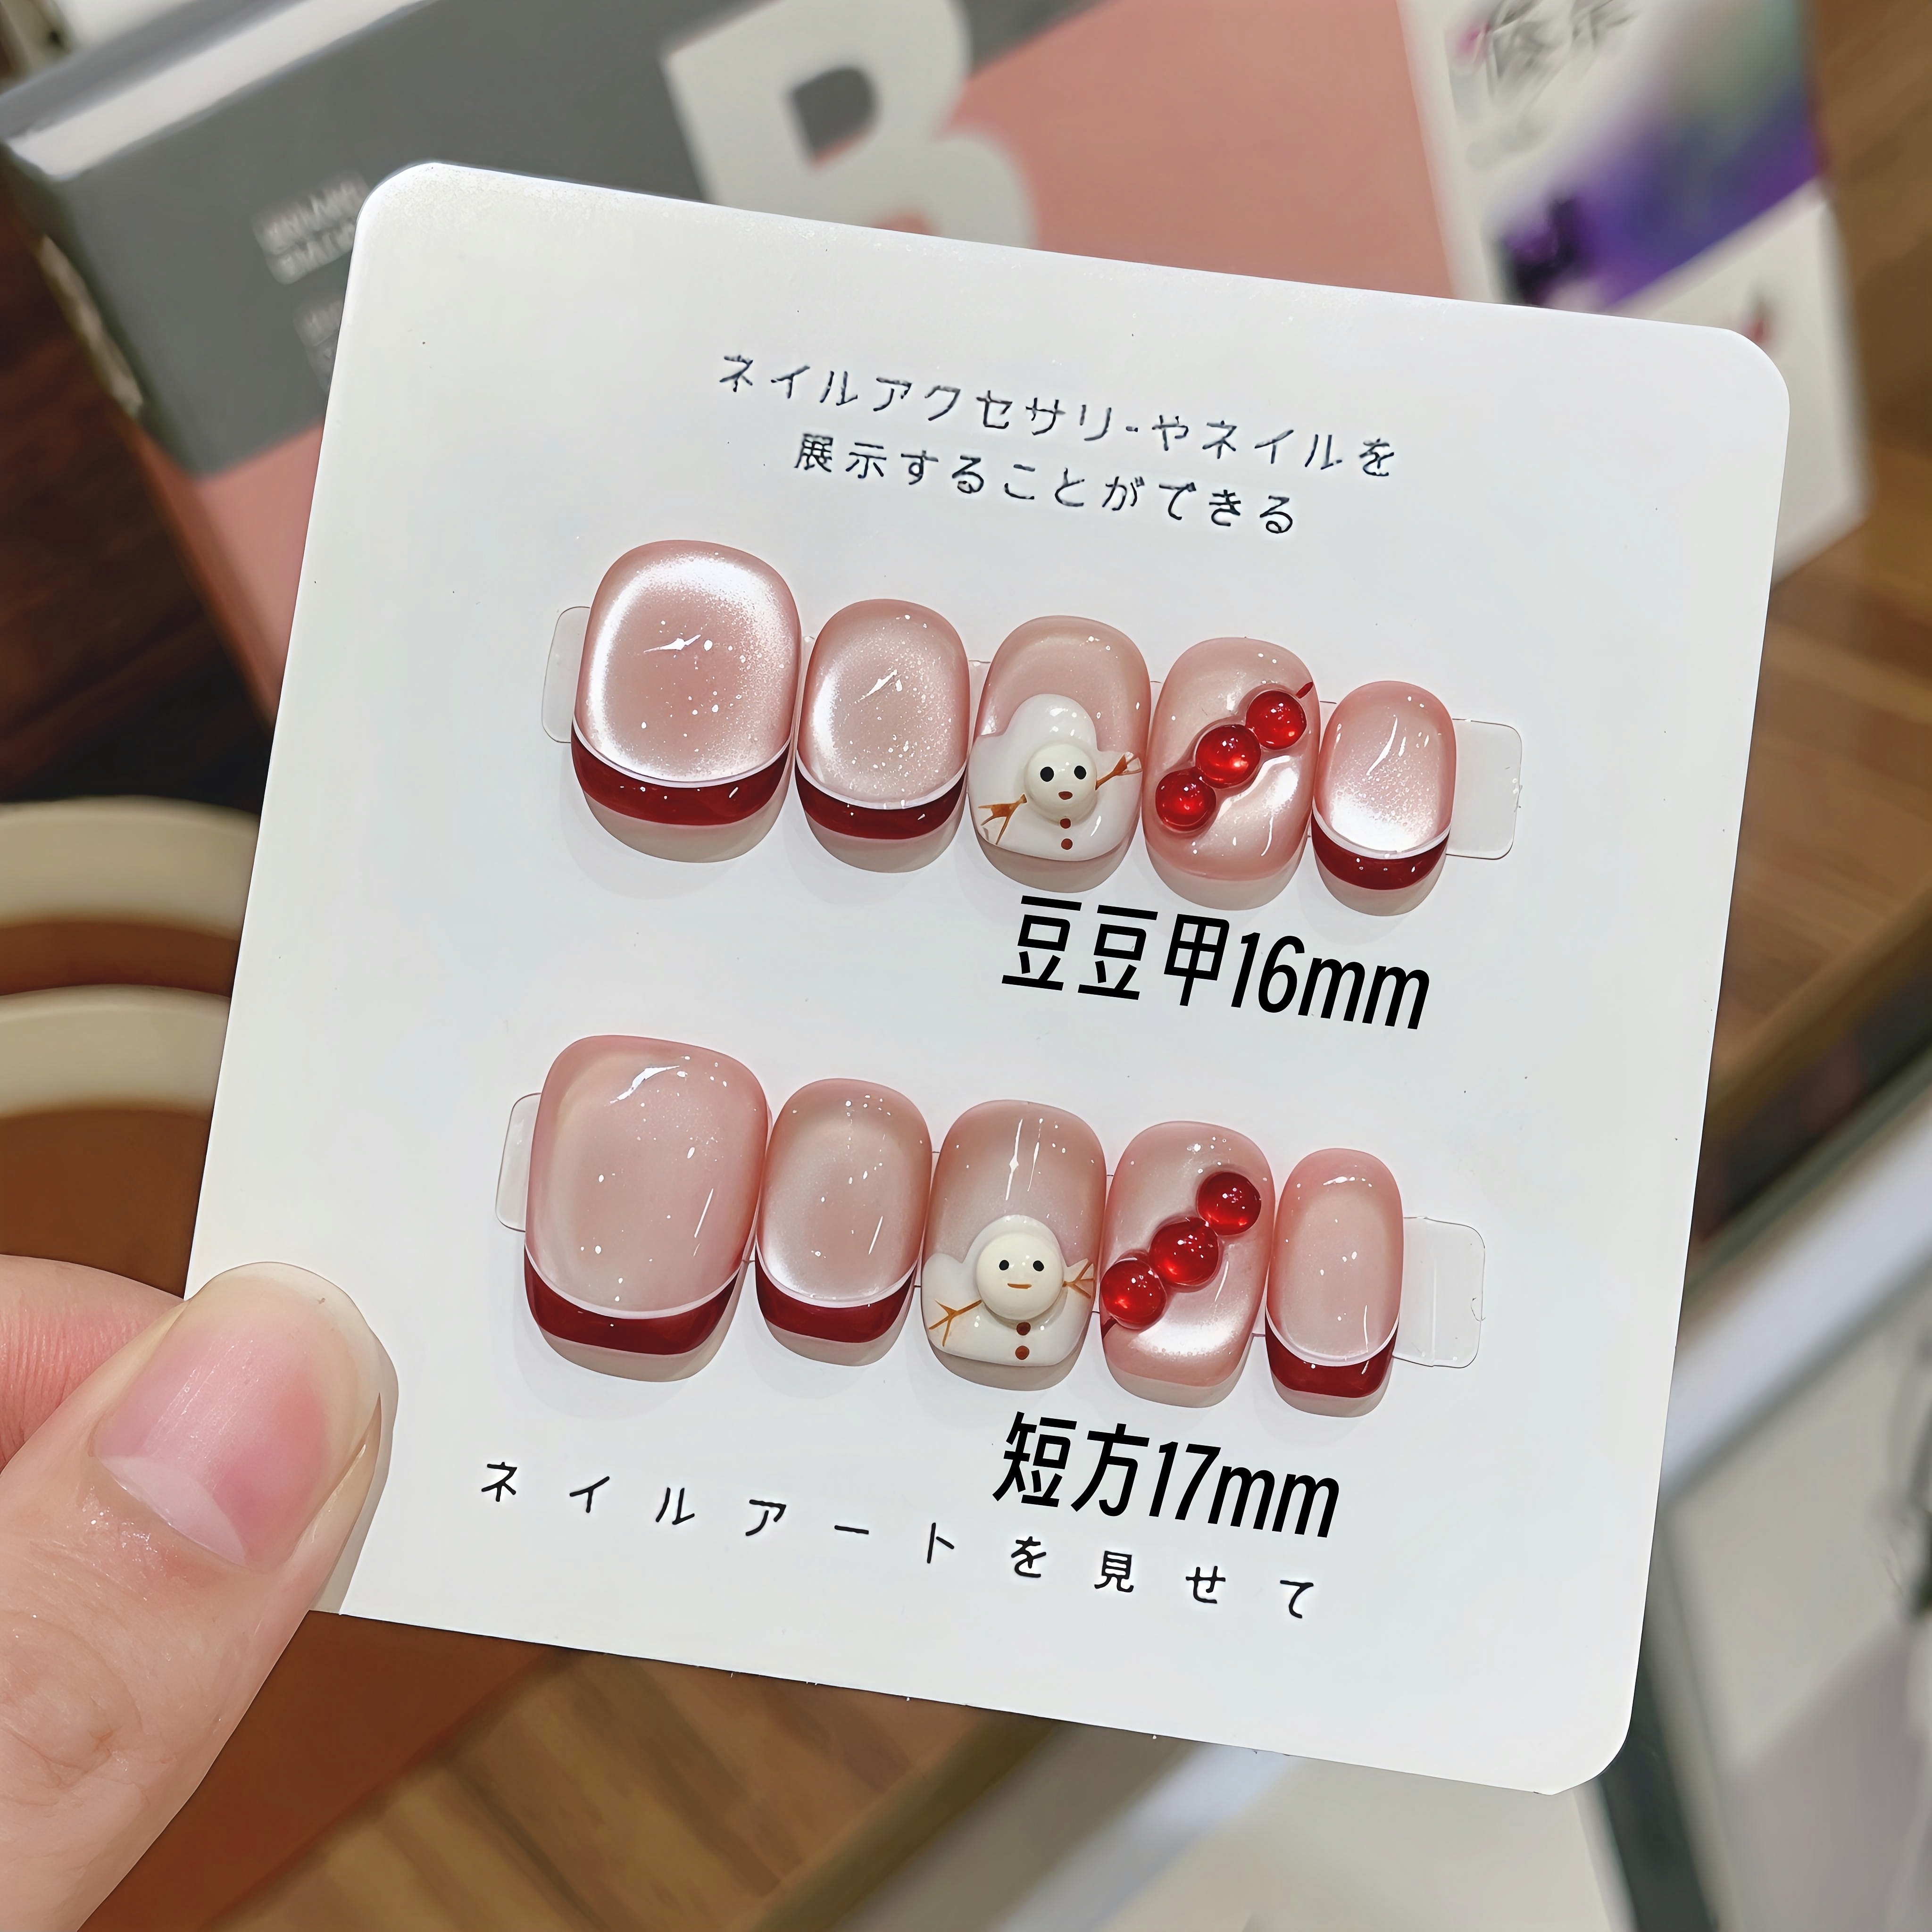 B
ネイルアクセサリーやネイルを
展示することができる
豆豆甲16mm
短方17mm
ネイルアートを見せて